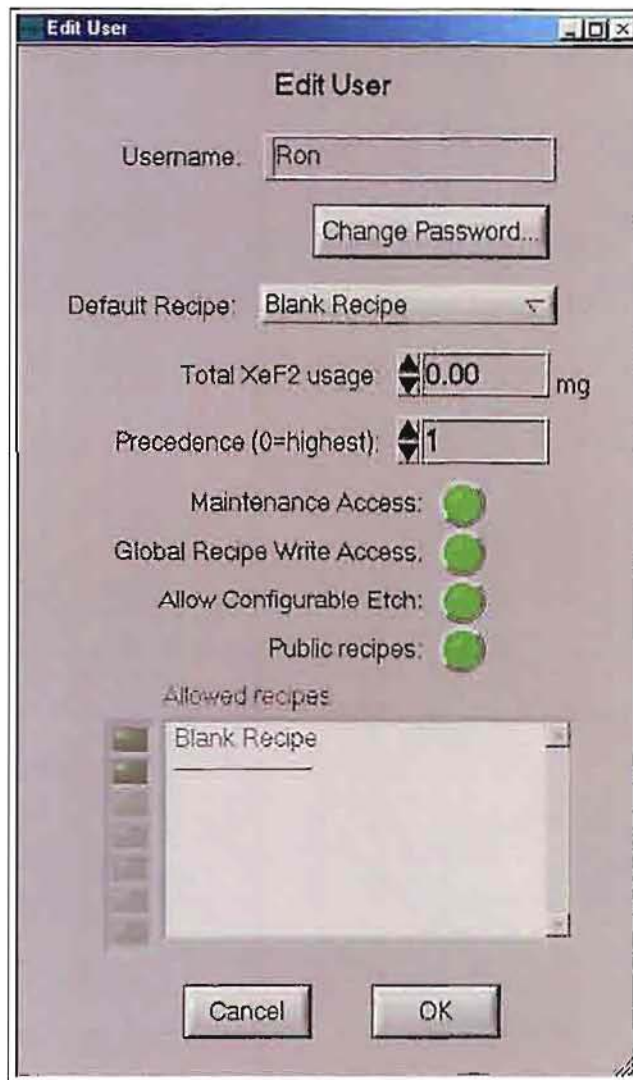 Edit User
Edit User
Username: Ron
Change Password...
Default Recipe: Blank Recipe
Total XeF2 usage 0.00 mg
Precedence (0=highest): 1
Maintenance Access:
Global Recipe Write Access:
Allow Configurable Etch:
Public recipes:
Allowed recipes
Blank Recipe
Cancel OK